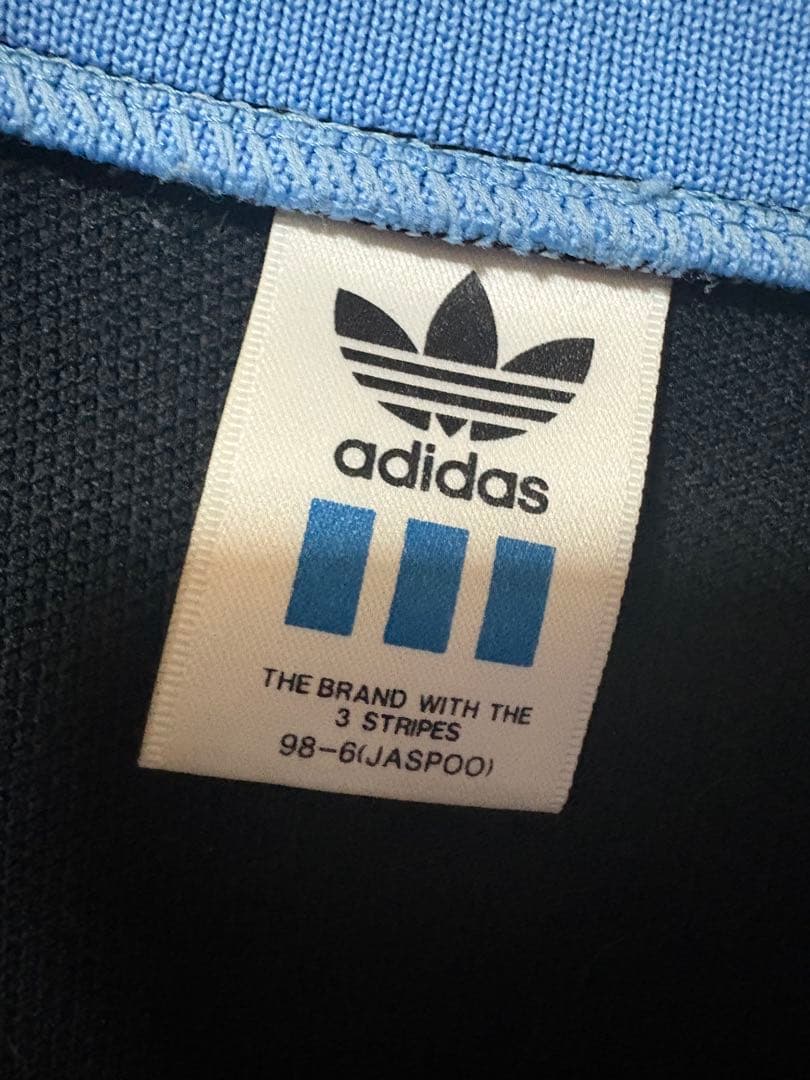 adidas
THE BRAND WITH THE
3 STRIPES
98-6(JASPOO)